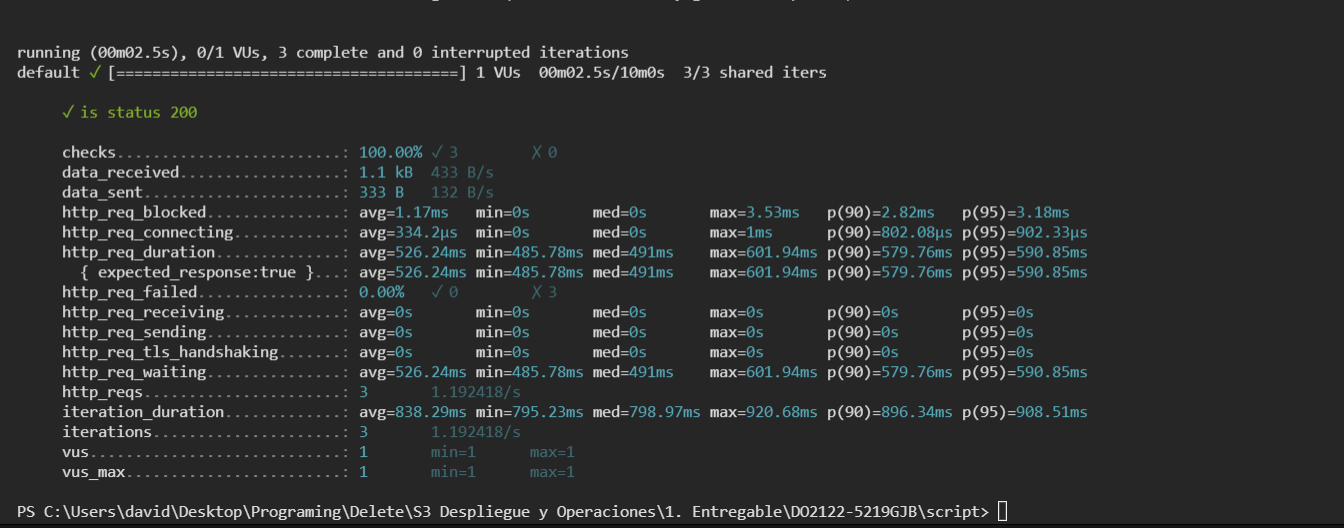 running (00m02.5s), 0/1 VUs, 3 complete and 0 interrupted iterations
default ✓ [======================================] 1 VUs  00m02.5s/10m0s  3/3 shared iters
✓ is status 200
checks.........................: 100.00% ✓ 3        ✗ 0
data_received..................: 1.1 kB  433 B/s
data_sent......................: 333 B   132 B/s
http_req_blocked...............: avg=1.17ms   min=0s       med=0s       max=3.53ms   p(90)=2.82ms   p(95)=3.18ms
http_req_connecting............: avg=334.2µs  min=0s       med=0s       max=1ms      p(90)=802.08µs p(95)=902.33µs
http_req_duration..............: avg=526.24ms min=485.78ms med=491ms    max=601.94ms p(90)=579.76ms p(95)=590.85ms
{ expected_response:true }...: avg=526.24ms min=485.78ms med=491ms    max=601.94ms p(90)=579.76ms p(95)=590.85ms
http_req_failed................: 0.00%   ✓ 0        ✗ 3
http_req_receiving.............: avg=0s       min=0s       med=0s       max=0s       p(90)=0s       p(95)=0s
http_req_sending...............: avg=0s       min=0s       med=0s       max=0s       p(90)=0s       p(95)=0s
http_req_tls_handshaking.......: avg=0s       min=0s       med=0s       max=0s       p(90)=0s       p(95)=0s
http_req_waiting...............: avg=526.24ms min=485.78ms med=491ms    max=601.94ms p(90)=579.76ms p(95)=590.85ms
http_reqs......................: 3       1.192418/s
iteration_duration.............: avg=838.29ms min=795.23ms med=798.97ms max=920.68ms p(90)=896.34ms p(95)=908.51ms
iterations.....................: 3       1.192418/s
vus............................: 1       min=1      max=1
vus_max........................: 1       min=1      max=1
PS C:\Users\david\Desktop\Programing\Delete\S3 Despliegue y Operaciones\1. Entregable\DO2122-5219GJB\script>